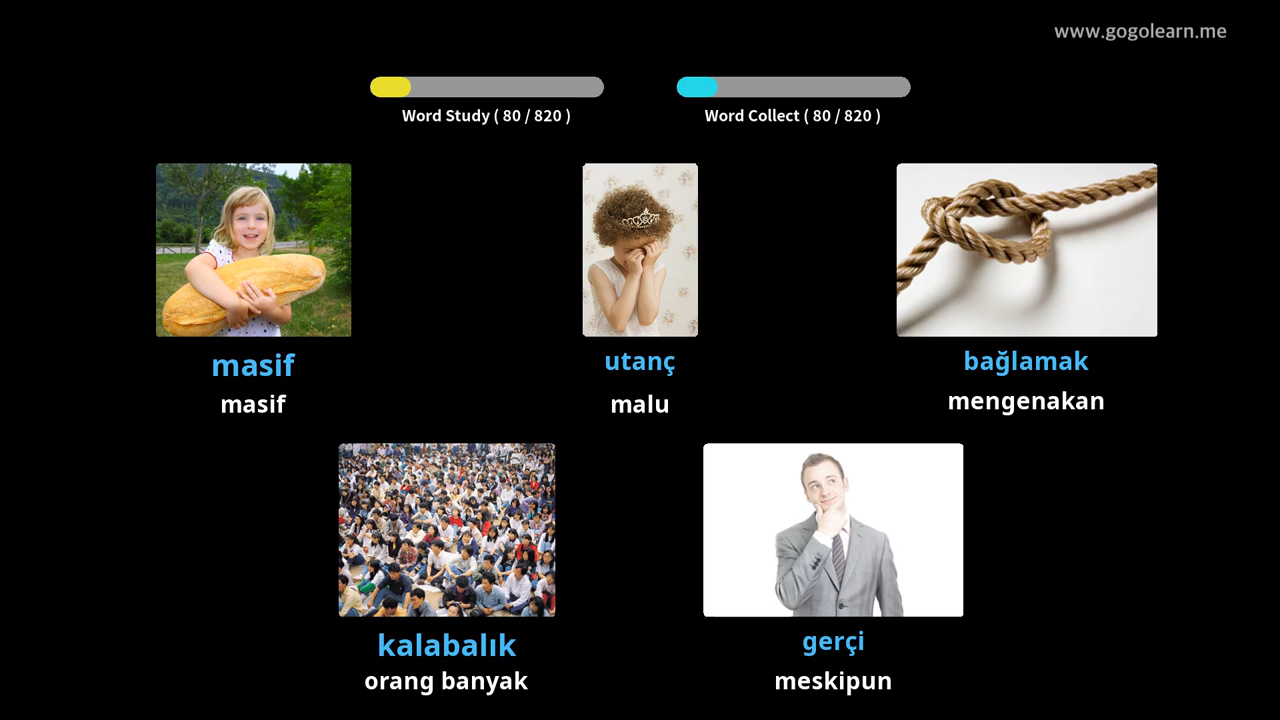 www.gogolearn.me
Word Study ( 80 / 820 )
Word Collect ( 80 / 820 )
masif
masif
utanç
malu
bağlamak
mengenakan
kalabalık
orang banyak
gerçi
meskipun